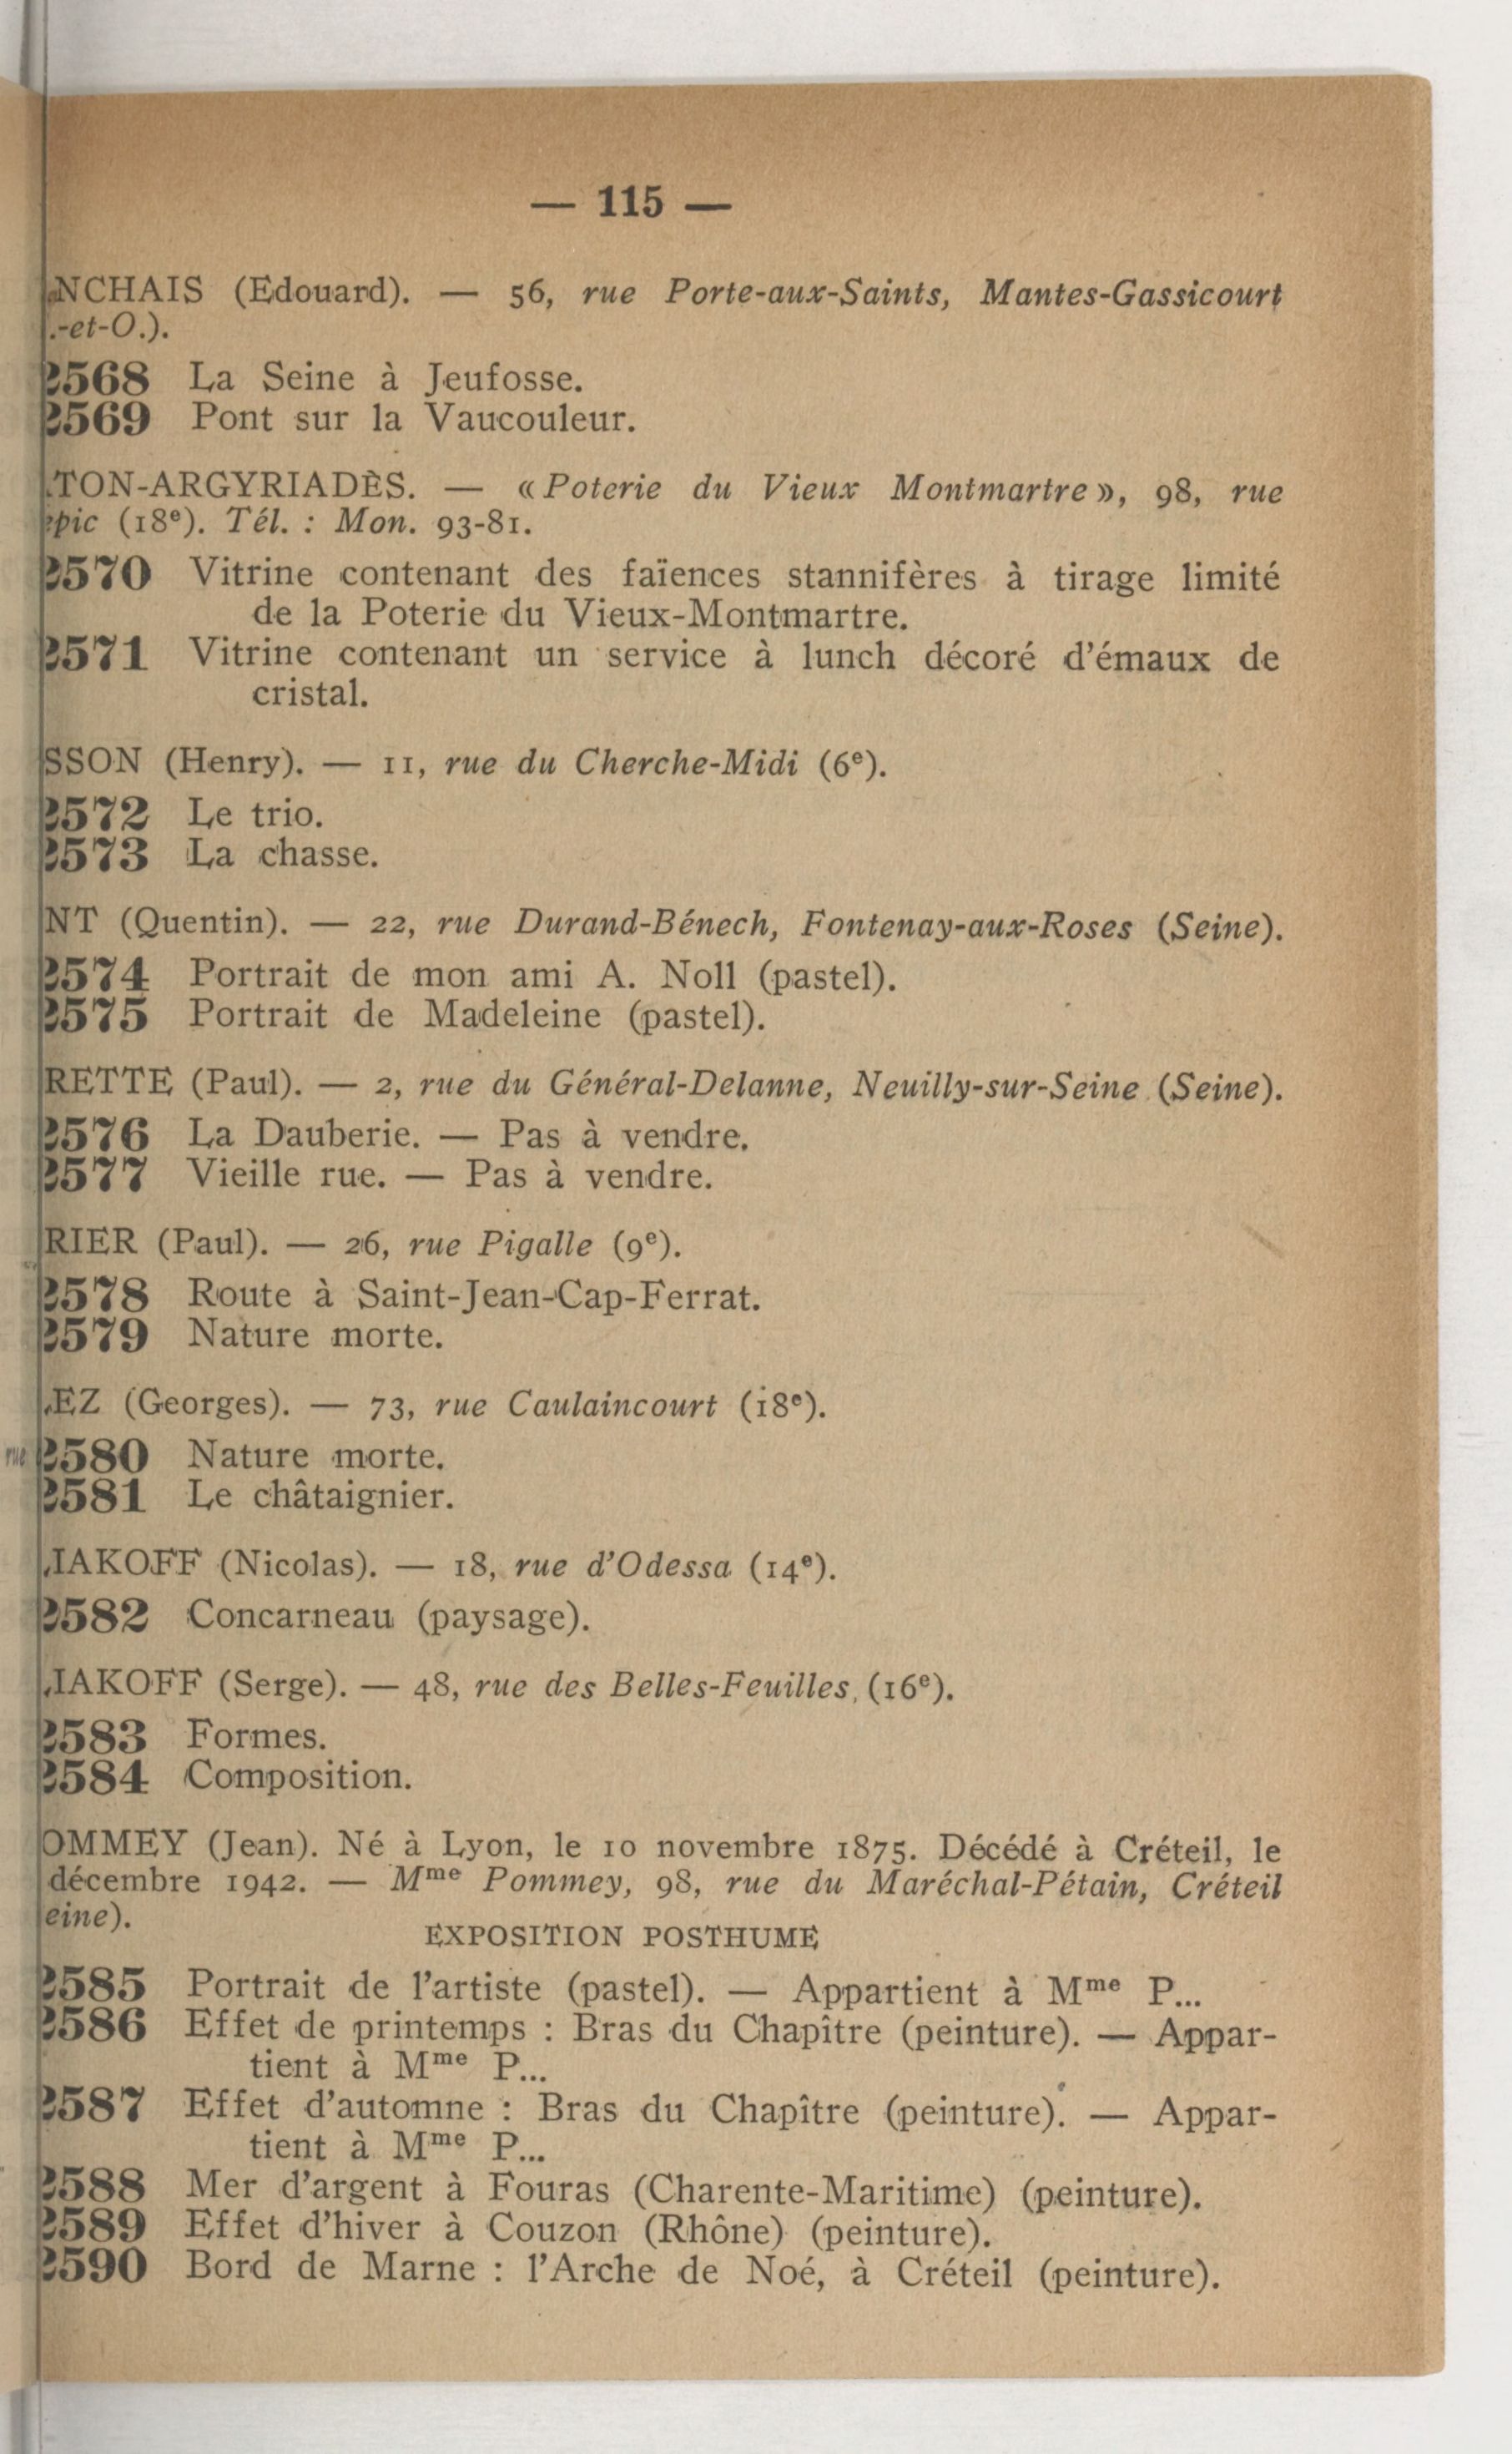 — 115 —
NCHAIS (Edouard). — 56, rue Porte-aux-Saints, Mantes-Gassicourt
.-et-O.).
2568 La Seine à Jeufosse.
2569 Pont sur la Vaucouleur.
TON-ARGYRIADÈS. — « Poterie du Vieux Montmartre », 98, rue
epic (18e). Tél. : Mon. 93-81.
2570 Vitrine contenant des faïences stannifères à tirage limité
de la Poterie du Vieux-Montmartre.
2571 Vitrine contenant un service à lunch décoré d'émaux de
cristal.
SSON (Henry). — 11, rue du Cherche-Midi (6e).
2572 Le trio.
2573 La chasse.
NT (Quentin). — 22, rue Durand-Bénech, Fontenay-aux-Roses (Seine).
2574 Portrait de mon ami A. Noll (pastel).
2575 Portrait de Madeleine (pastel).
RETTE (Paul). — 2, rue du Général-Delanne, Neuilly-sur-Seine (Seine).
2576 La Dauberie. — Pas à vendre.
2577 Vieille rue. — Pas à vendre.
RIER (Paul). — 26, rue Pigalle (9e).
2578 Route à Saint-Jean-Cap-Ferrat.
2579 Nature morte.
EZ (Georges). — 73, rue Caulaincourt (18e).
2580 Nature morte.
2581 Le châtaignier.
IAKOFF (Nicolas). — 18, rue d'Odessa (14e).
2582 Concarneau (paysage).
IAKOFF (Serge). — 48, rue des Belles-Feuilles, (16e).
2583 Formes.
2584 Composition.
OMMEY (Jean). Né à Lyon, le 10 novembre 1875. Décédé à Créteil, le
décembre 1942. — Mme Pommey, 98, rue du Maréchal-Pétain, Créteil
eine).
EXPOSITION POSTHUME
2585 Portrait de l'artiste (pastel). — Appartient à Mme P...
2586 Effet de printemps : Bras du Chapître (peinture). — Appar-
tient à Mme P...
2587 Effet d'automne : Bras du Chapître (peinture). — Appar-
tient à Mme P...
2588 Mer d'argent à Fouras (Charente-Maritime) (peinture).
2589 Effet d'hiver à Couzon (Rhône) (peinture).
2590 Bord de Marne : l'Arche de Noé, à Créteil (peinture).